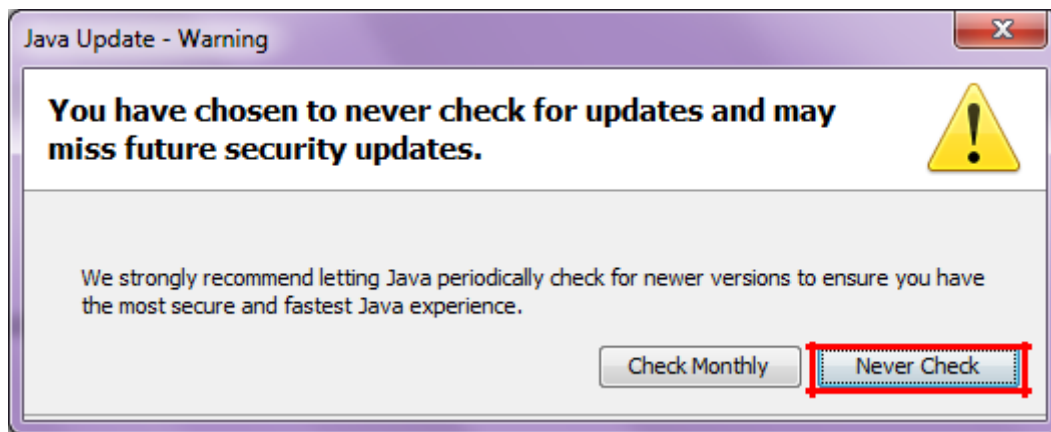 Java Update - Warning
You have chosen to never check for updates and may
miss future security updates.
We strongly recommend letting Java periodically check for newer versions to ensure you have
the most secure and fastest Java experience.
Check Monthly
Never Check